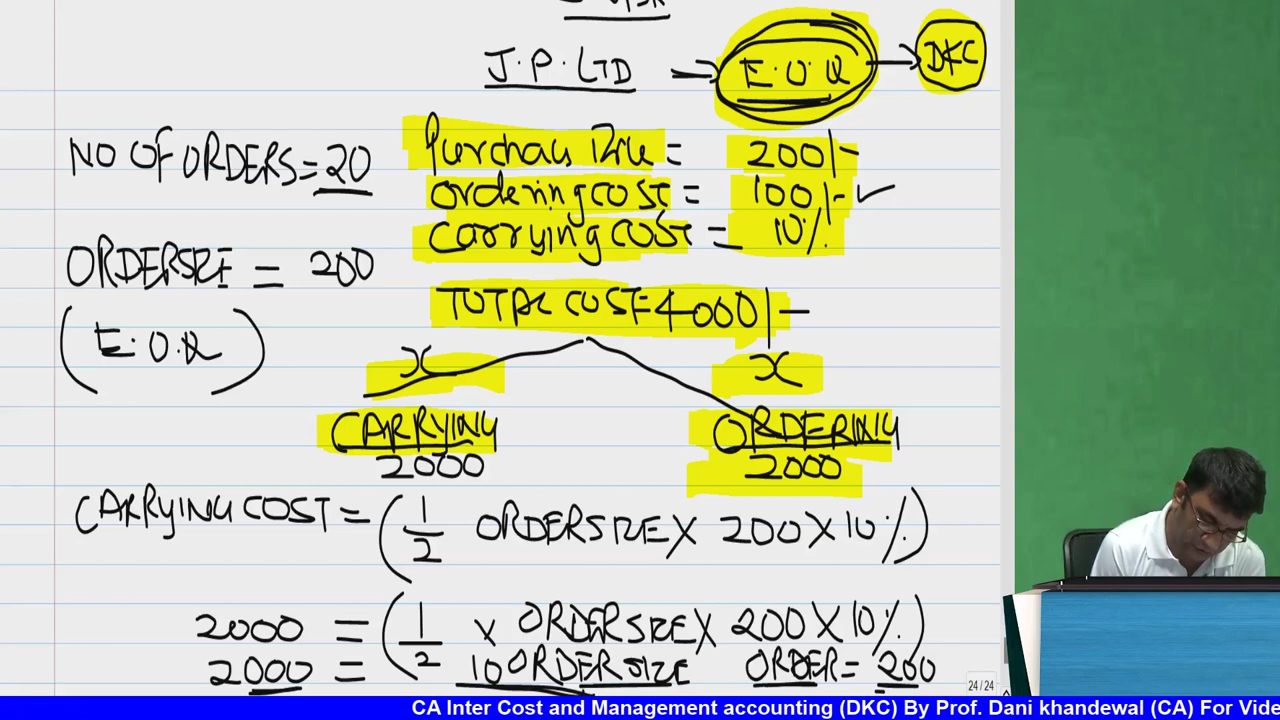 J.P. LTD → E.O.Q → DKC
NO OF ORDERS = 20
Purchase Price = 200/-
ordering cost = 100/- ✓
carrying cost = 10%
ORDERSIZE = 200
(E.O.Q)
TOTAL COST = 4000/-
x x
CARRYING ORDERING
2000 2000
CARRYING COST = (1/2 ORDERSIZE X 200 X 10%)
2000 = (1/2 x ORDERSIZE X 200 X 10%)
2000 = 10 ORDERSIZE ORDER = 200
24 / 24
CA Inter Cost and Management accounting (DKC) By Prof. Dani khandewal (CA) For Vide